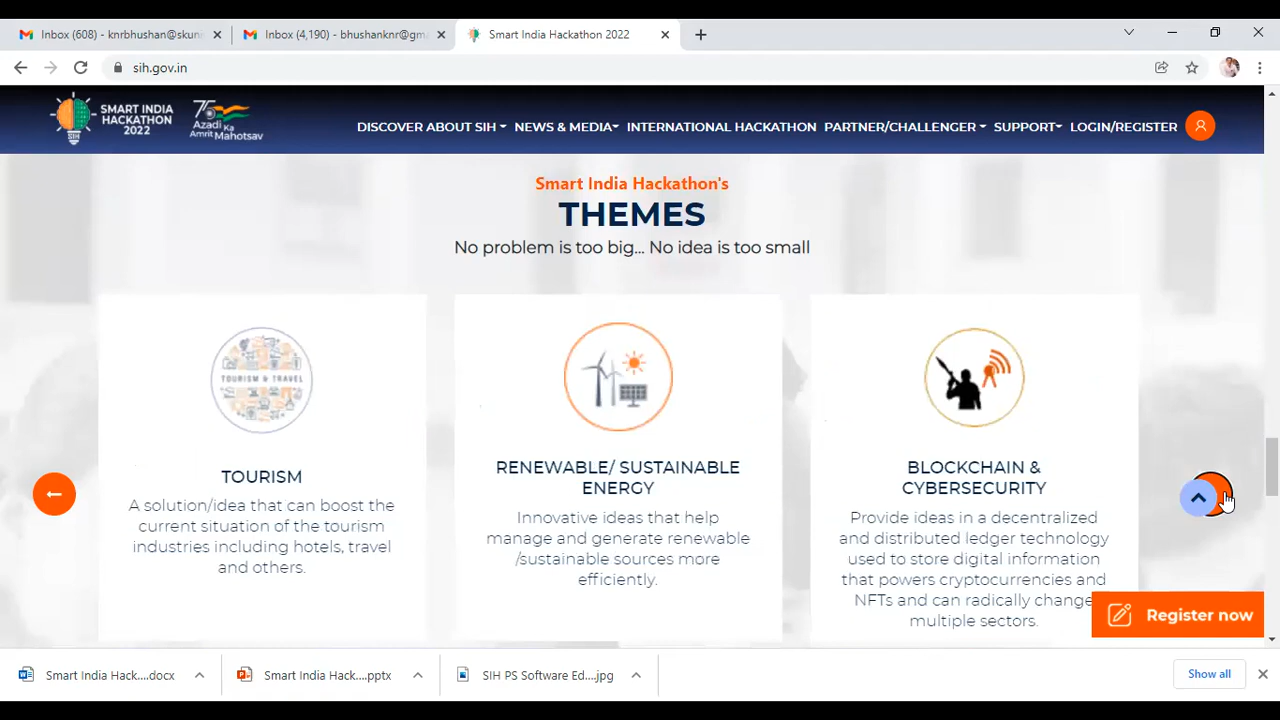 Inbox (608) - knrbhushan@skun
Inbox (4,190) - bhushanknr@gm
Smart India Hackathon 2022
sih.gov.in
SMART INDIA
HACKATHON
2022
SIH
75
Azadi Ka
Amrit Mahotsav
DISCOVER ABOUT SIH
NEWS & MEDIA
INTERNATIONAL HACKATHON
PARTNER/CHALLENGER
SUPPORT
LOGIN/REGISTER
Smart India Hackathon's
THEMES
No problem is too big... No idea is too small
TOURISM & TRAVEL
TOURISM
A solution/idea that can boost the
current situation of the tourism
industries including hotels, travel
and others.
RENEWABLE/ SUSTAINABLE
ENERGY
Innovative ideas that help
manage and generate renewable
/sustainable sources more
efficiently.
BLOCKCHAIN &
CYBERSECURITY
Provide ideas in a decentralized
and distributed ledger technology
used to store digital information
that powers cryptocurrencies and
NFTs and can radically change
multiple sectors.
Register now
Smart India Hack....docx
Smart India Hack....pptx
SIH PS Software Ed....jpg
Show all